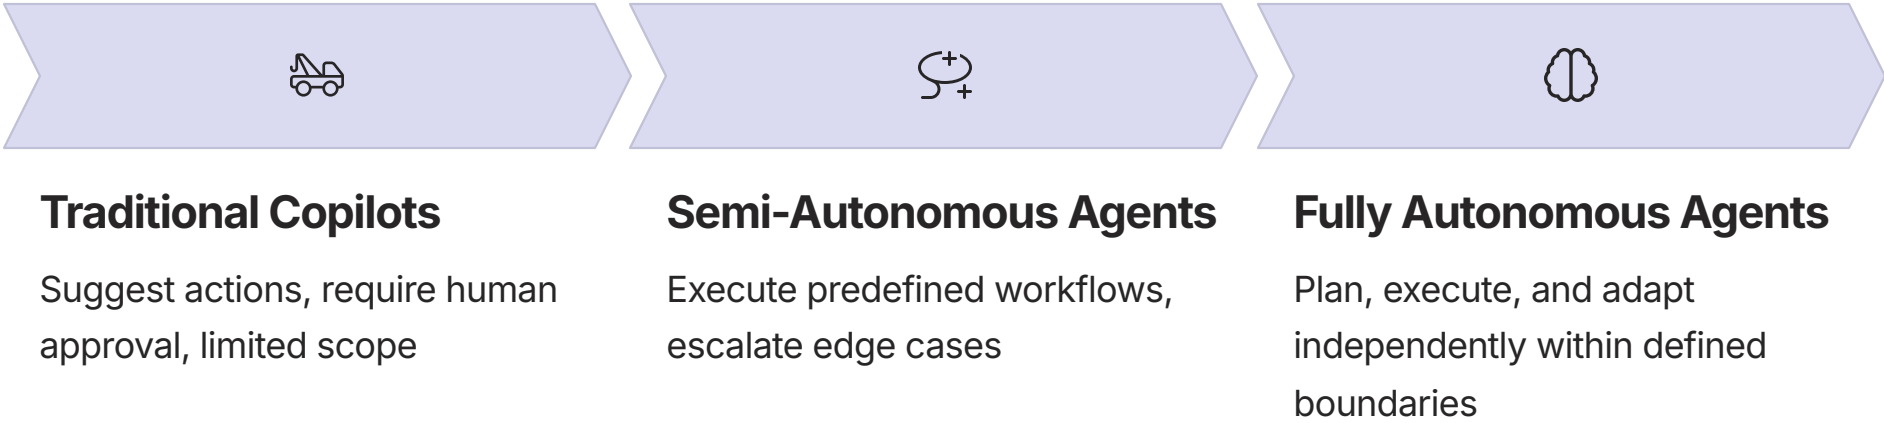 Traditional Copilots
Suggest actions, require human
approval, limited scope
Semi-Autonomous Agents
Execute predefined workflows,
escalate edge cases
Fully Autonomous Agents
Plan, execute, and adapt
independently within defined
boundaries